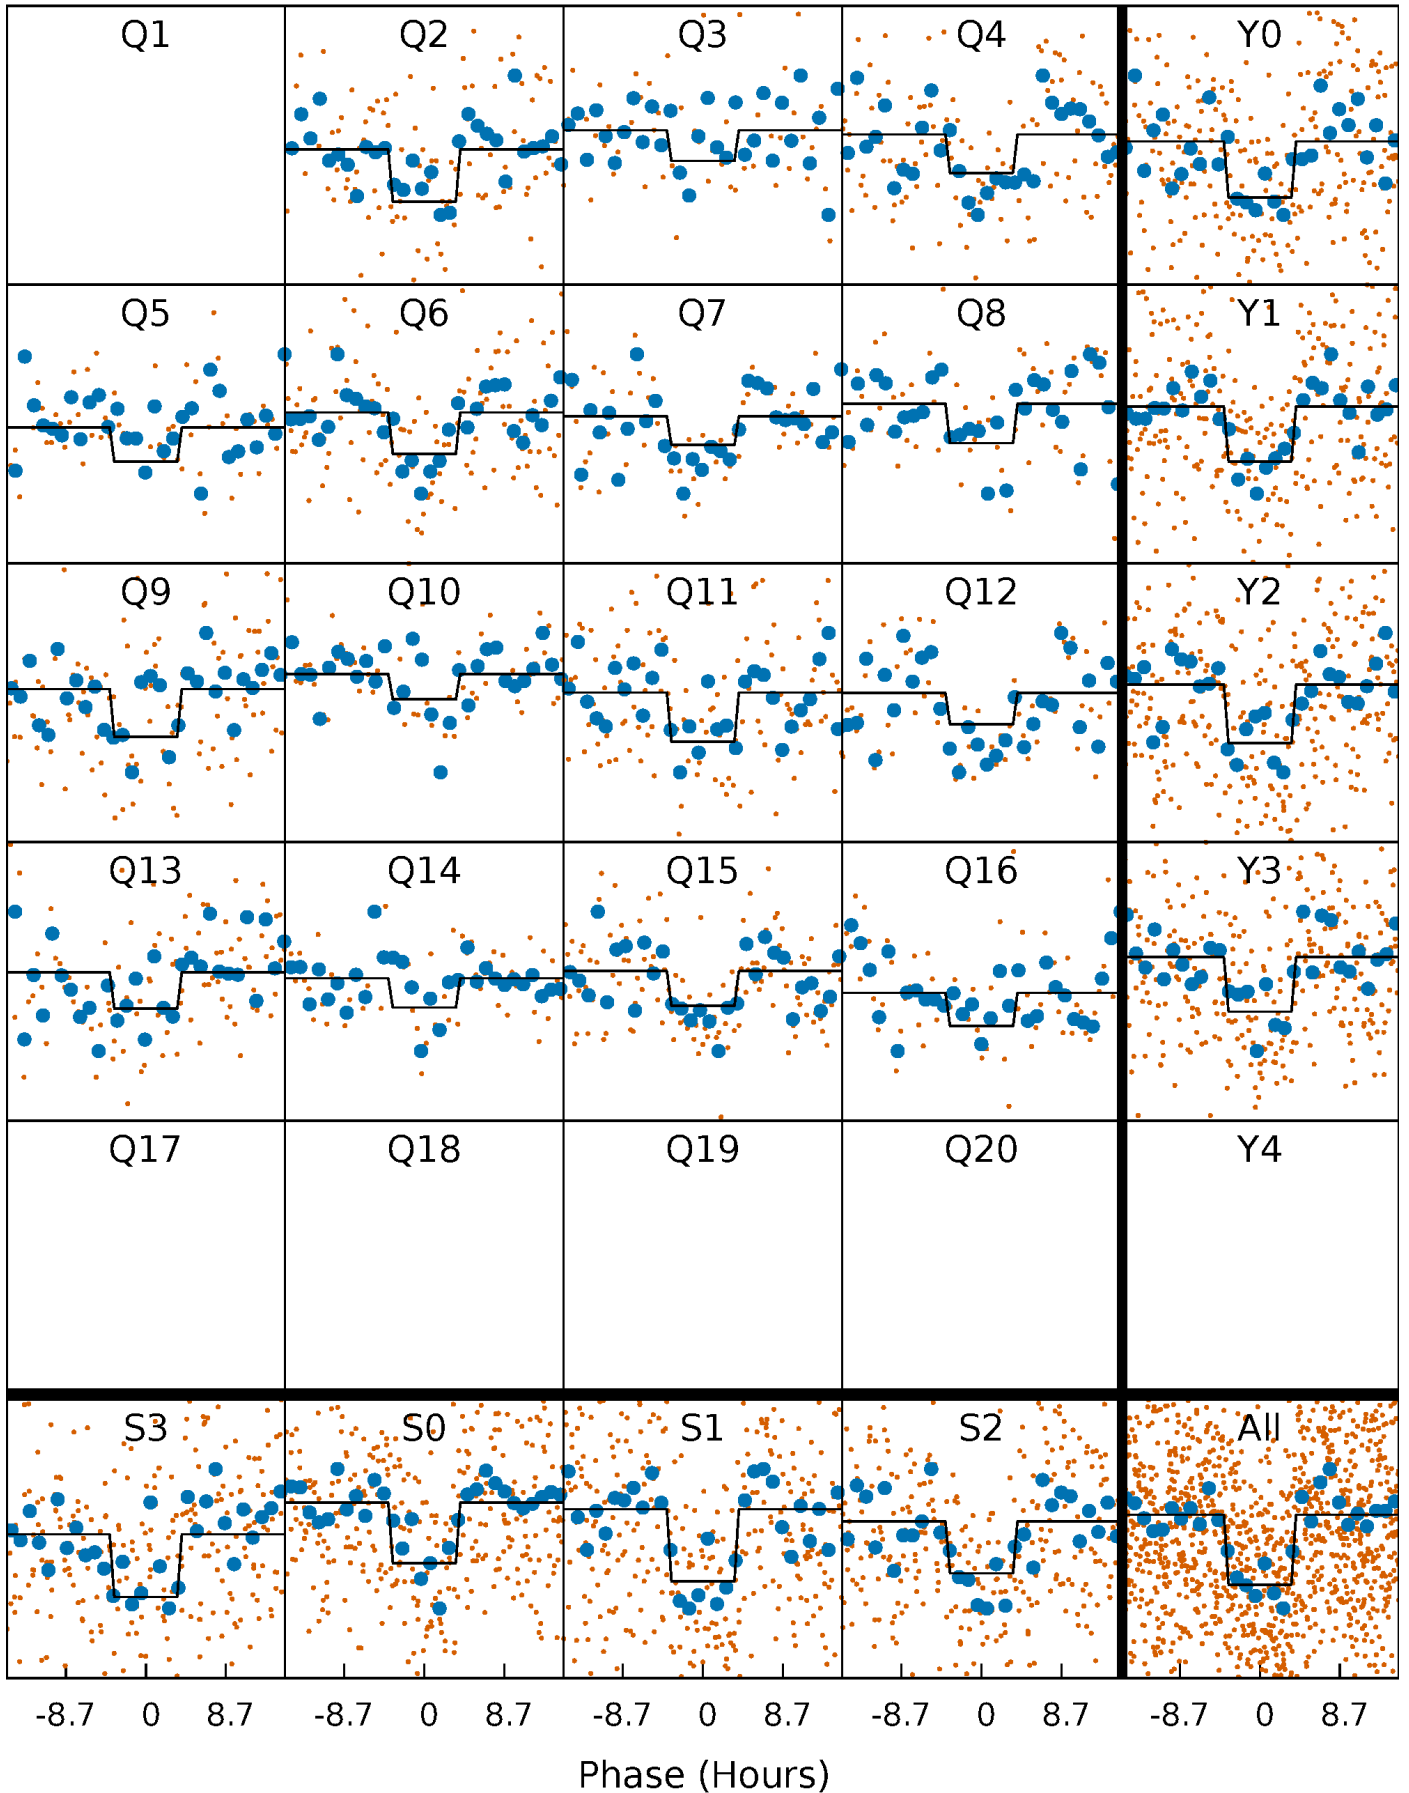 Q1 Q2 Q3 Q4 Y0
Q5 Q6 Q7 Q8 Y1
Q9 Q10 Q11 Q12 Y2
Q13 Q14 Q15 Q16 Y3
Q17 Q18 Q19 Q20 Y4
S3 S0 S1 S2 All
-8.7 0 8.7 -8.7 0 8.7 -8.7 0 8.7 -8.7 0 8.7 -8.7 0 8.7
Phase (Hours)